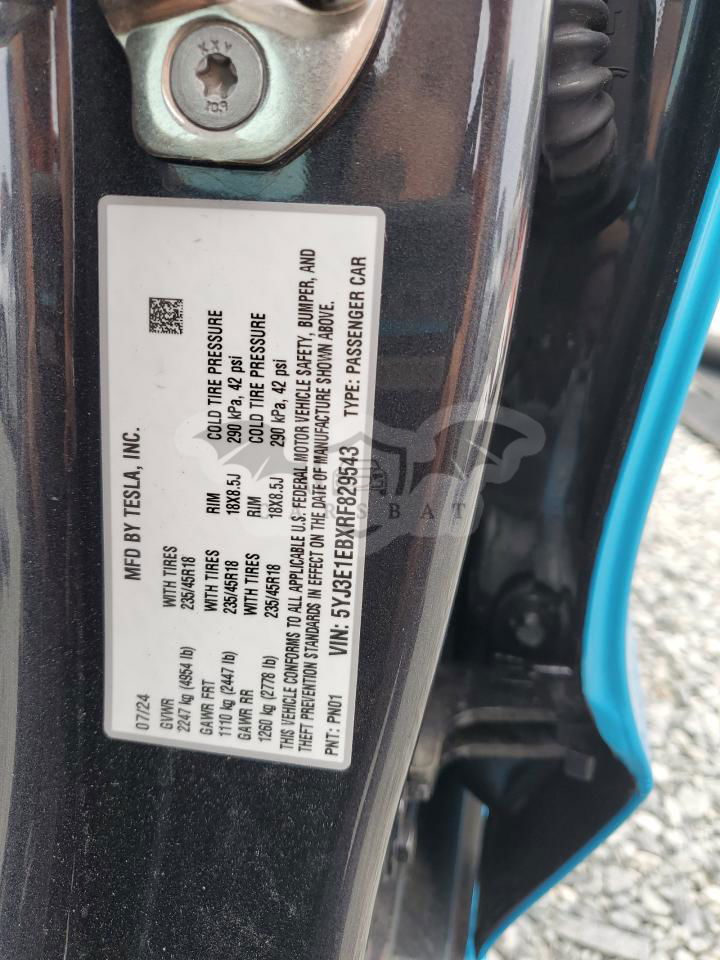 MFD BY TESLA, INC.
07/24
GVWR WITH TIRES RIM COLD TIRE PRESSURE
2247 kg (4954 lb) 235/45R18 18X8.5J 290 kPa, 42 psi
GAWR FRT WITH TIRES RIM COLD TIRE PRESSURE
1110 kg (2447 lb) 235/45R18 18X8.5J 290 kPa, 42 psi
GAWR RR
1260 kg (2778 lb) 235/45R18
THIS VEHICLE CONFORMS TO ALL APPLICABLE U.S. FEDERAL MOTOR VEHICLE SAFETY, BUMPER, AND
THEFT PREVENTION STANDARDS IN EFFECT ON THE DATE OF MANUFACTURE SHOWN ABOVE.
PNT: PN01 VIN: 5YJ3E1EBXRF829543 TYPE: PASSENGER CAR